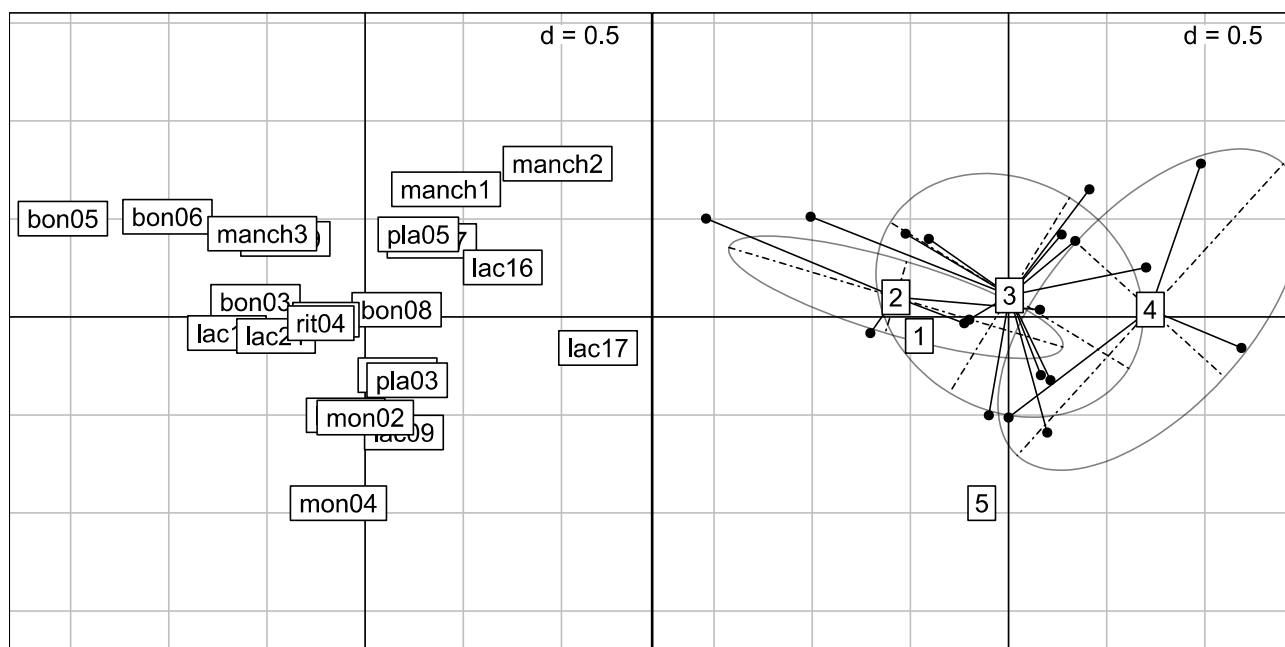 d = 0.5
manch2
manch1
bon05
bon06
manch3
pla05
7
lac16
bon03
bon08
rit04
lac17
pla03
mon02
lac09
mon04
d = 0.5
2
3
4
1
5